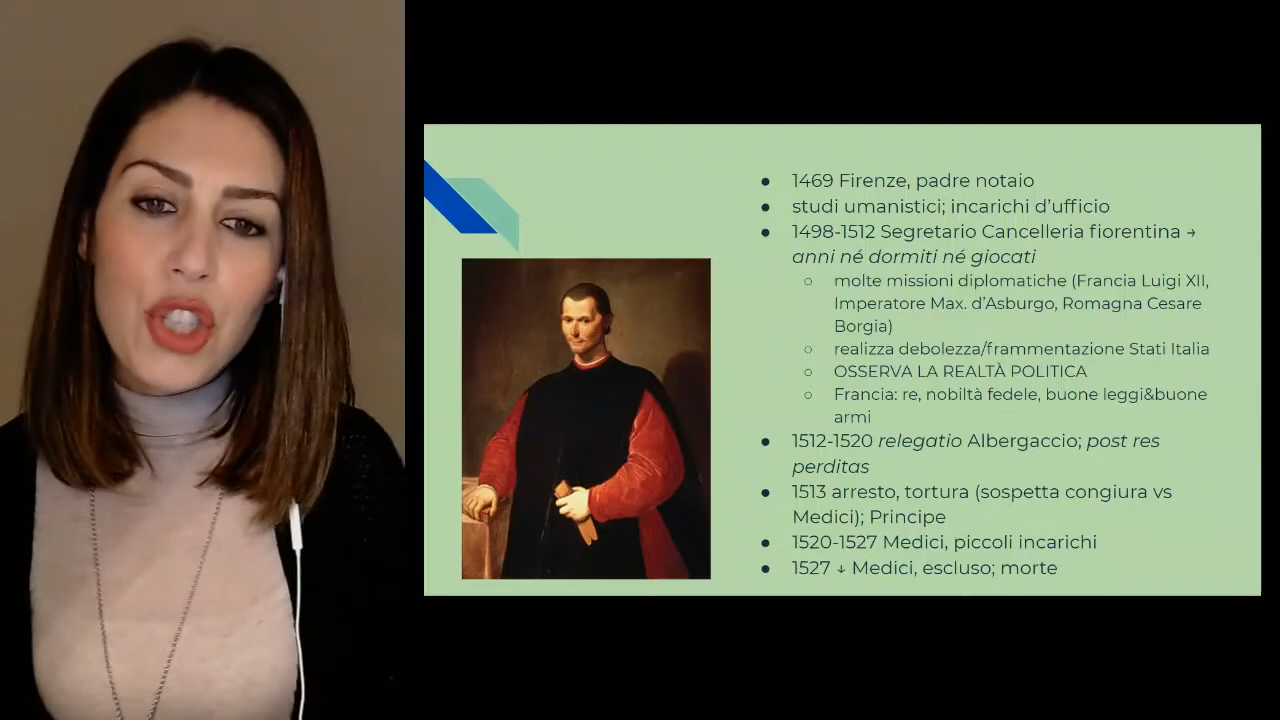 ● 1469 Firenze, padre notaio
● studi umanistici; incarichi d'ufficio
● 1498-1512 Segretario Cancelleria fiorentina →
anni né dormiti né giocati
○ molte missioni diplomatiche (Francia Luigi XII,
Imperatore Max. d'Asburgo, Romagna Cesare
Borgia)
○ realizza debolezza/frammentazione Stati Italia
○ OSSERVA LA REALTÀ POLITICA
○ Francia: re, nobiltà fedele, buone leggi&buone
armi
● 1512-1520 relegatio Albergaccio; post res
perditas
● 1513 arresto, tortura (sospetta congiura vs
Medici); Principe
● 1520-1527 Medici, piccoli incarichi
● 1527 ↓ Medici, escluso; morte